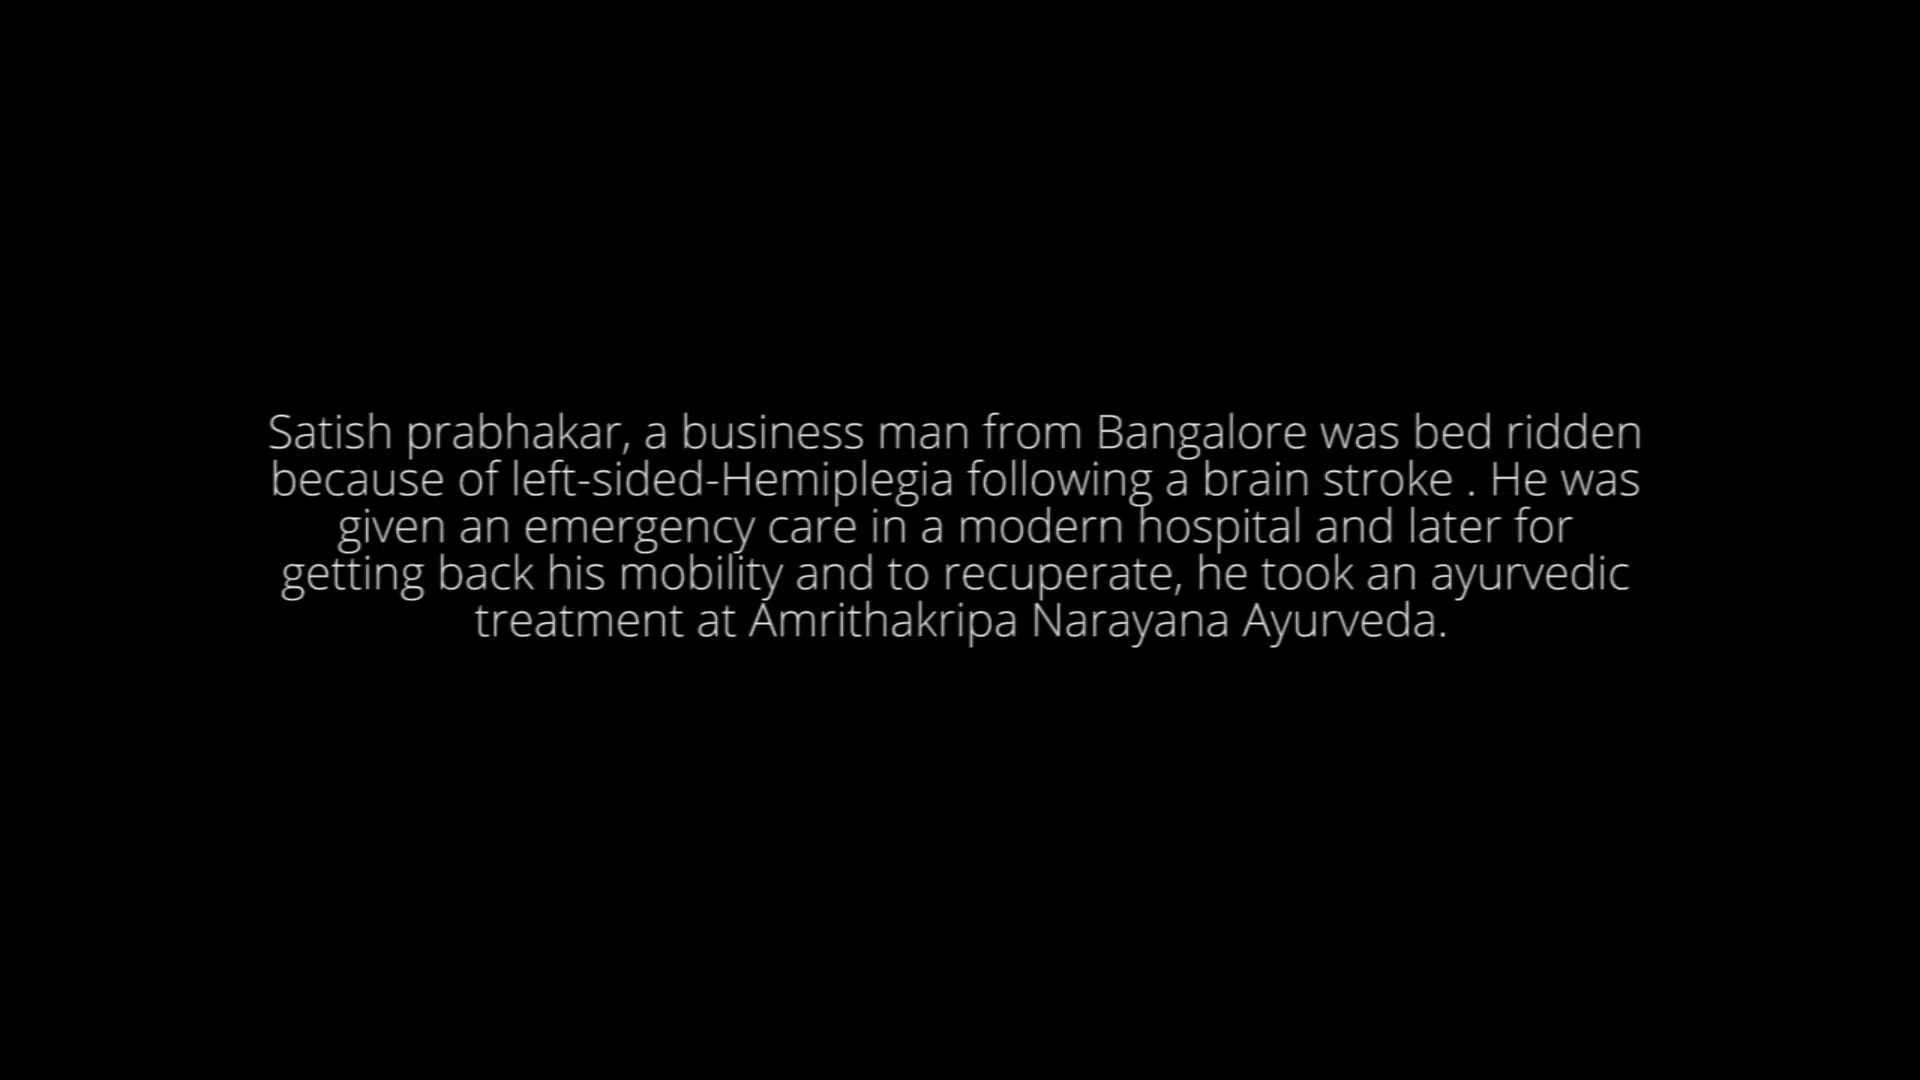 Satish prabhakar, a business man from Bangalore was bed ridden
because of left-sided-Hemiplegia following a brain stroke . He was
given an emergency care in a modern hospital and later for
getting back his mobility and to recuperate, he took an ayurvedic
treatment at Amrithakripa Narayana Ayurveda.